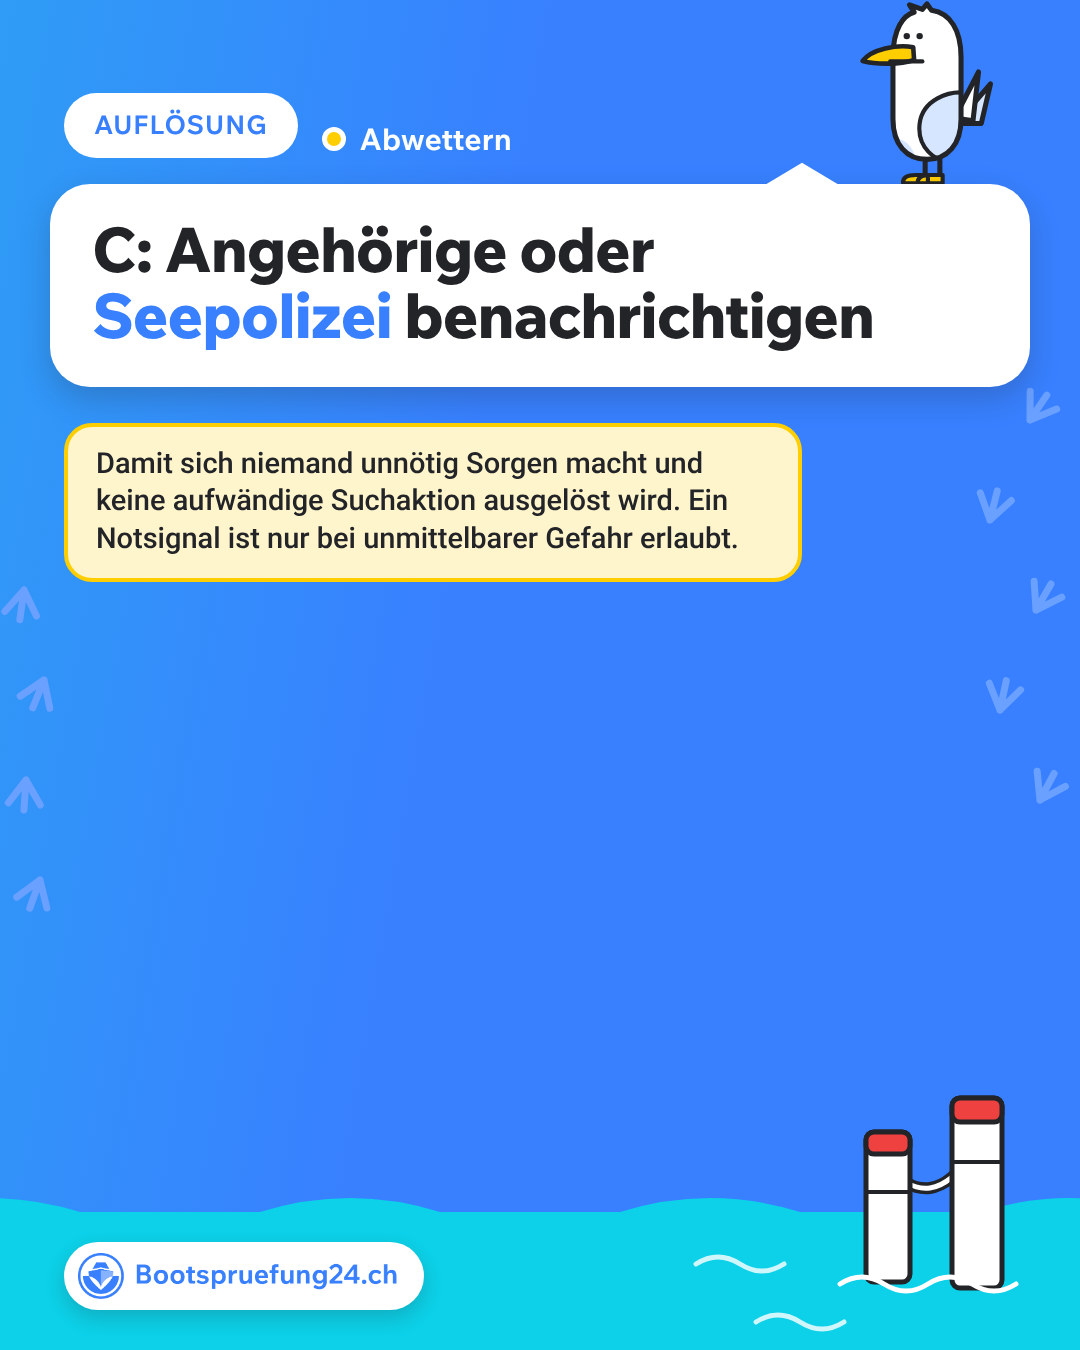 AUFLÖSUNG
Abwettern
C: Angehörige oder
Seepolizei benachrichtigen
Damit sich niemand unnötig Sorgen macht und
keine aufwändige Suchaktion ausgelöst wird. Ein
Notsignal ist nur bei unmittelbarer Gefahr erlaubt.
Bootspruefung24.ch